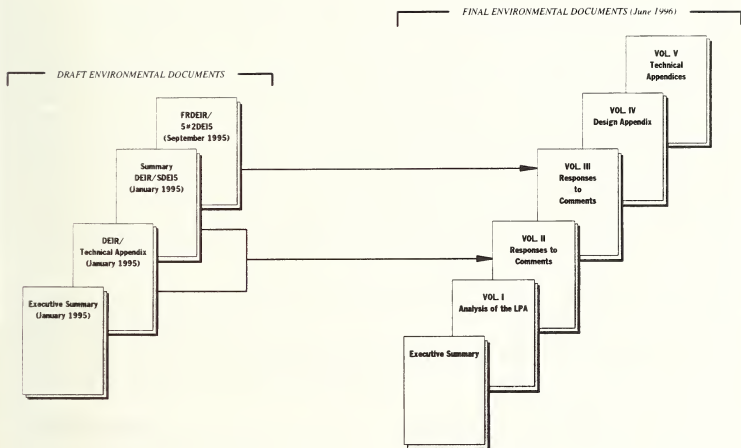 DRAFT ENVIRONMENTAL DOCUMENTS
FRDEIR/
S#2DEIS
(September 1995)
Summary
DEIR/SDEIS
(January 1995)
DEIR/
Technical Appendix
(January 1995)
Executive Summary
(January 1995)
FINAL ENVIRONMENTAL DOCUMENTS (June 1996)
VOL. V
Technical
Appendices
VOL. IV
Design Appendix
VOL. III
Responses
to
Comments
VOL. II
Responses to
Comments
VOL. I
Analysis of the LPA
Executive Summary